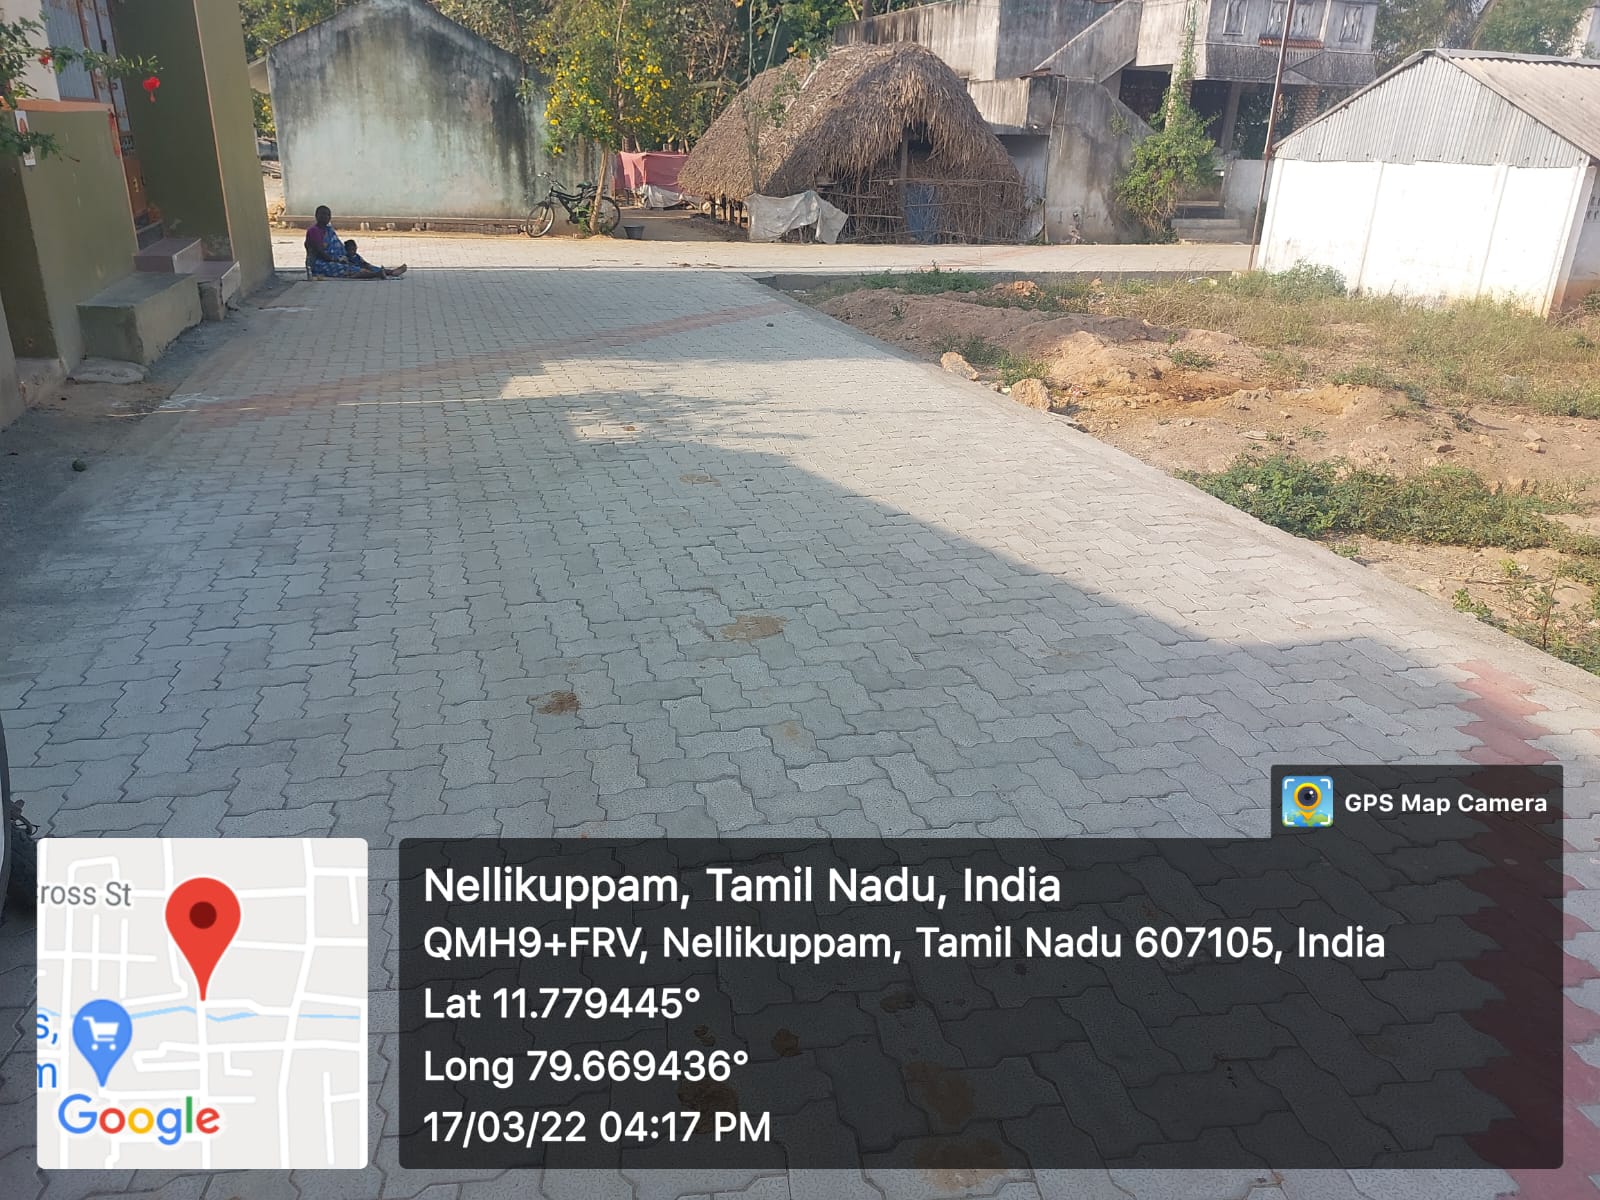 GPS Map Camera
ross St
s,
m
Google
Nellikuppam, Tamil Nadu, India
QMH9+FRV, Nellikuppam, Tamil Nadu 607105, India
Lat 11.779445°
Long 79.669436°
17/03/22 04:17 PM